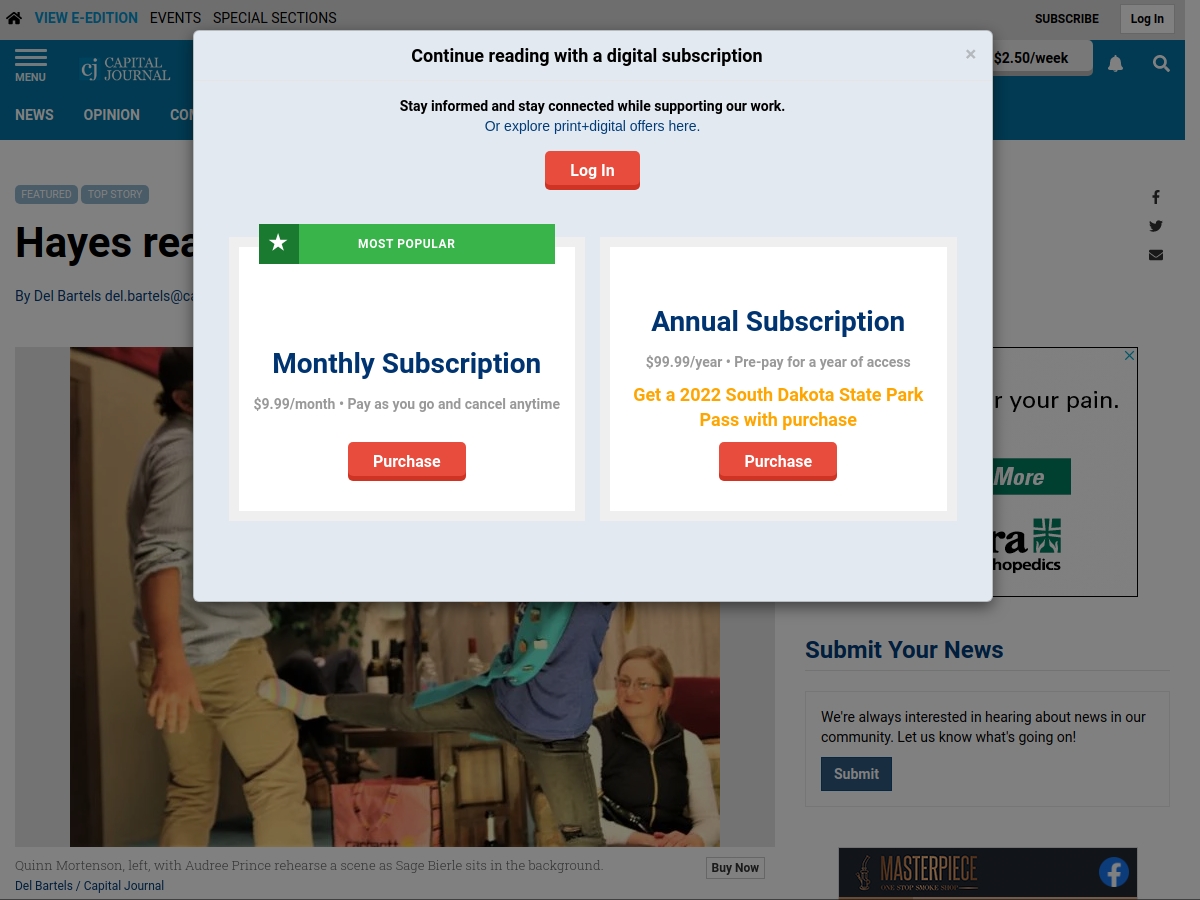 VIEW E-EDITION EVENTS SPECIAL SECTIONS
SUBSCRIBE Log In
MENU
cj CAPITAL JOURNAL
$2.50/week
NEWS OPINION
Continue reading with a digital subscription ×
Stay informed and stay connected while supporting our work.
Or explore print+digital offers here.
Log In
FEATURED TOP STORY
Hayes rea
By Del Bartels del.bartels@ca
★ MOST POPULAR
Monthly Subscription
$9.99/month • Pay as you go and cancel anytime
Purchase
Annual Subscription
$99.99/year • Pre-pay for a year of access
Get a 2022 South Dakota State Park
Pass with purchase
Purchase
r your pain.
More
ra
hopedics
Submit Your News
We're always interested in hearing about news in our
community. Let us know what's going on!
Submit
carhartt
Quinn Mortenson, left, with Audree Prince rehearse a scene as Sage Bierle sits in the background.
Buy Now
Del Bartels / Capital Journal
MASTERPIECE
ONE STOP SMOKE SHOP